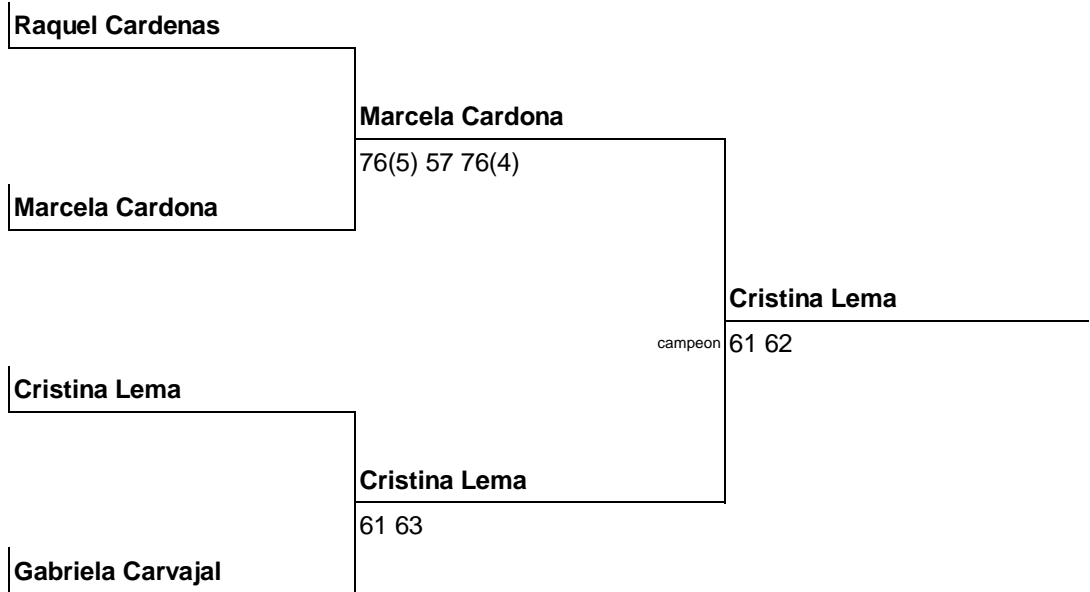 Raquel Cardenas
Marcela Cardona
76(5) 57 76(4)
Marcela Cardona
Cristina Lema
campeon 61 62
Cristina Lema
Cristina Lema
61 63
Gabriela Carvajal